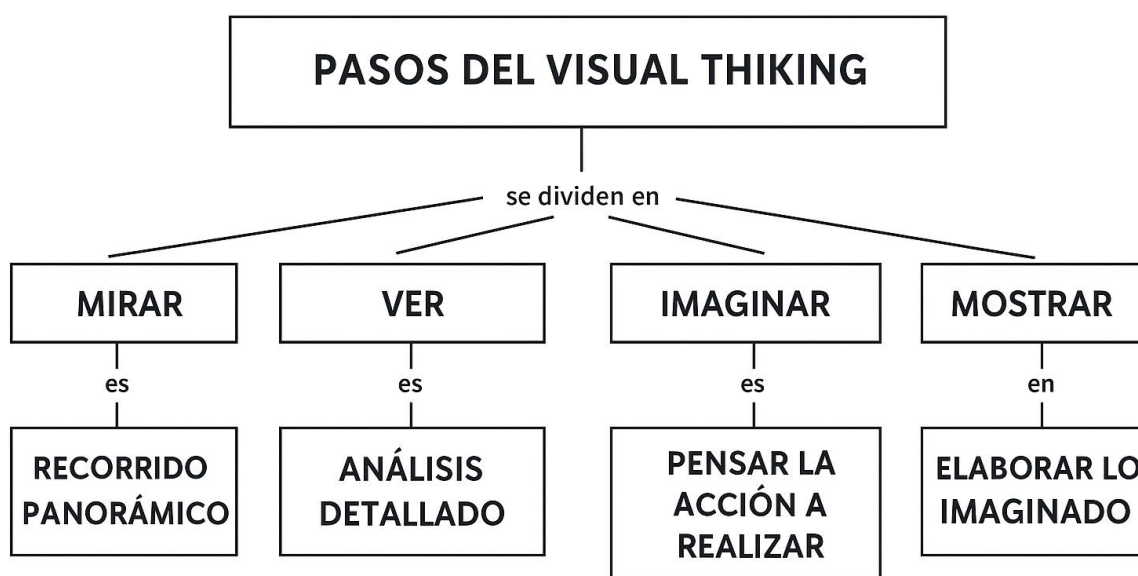 PASOS DEL VISUAL THIKING
se dividen en
MIRAR
VER
IMAGINAR
MOSTRAR
es
es
es
en
RECORRIDO
PANORÁMICO
ANÁLISIS
DETALLADO
PENSAR LA
ACCIÓN A
REALIZAR
ELABORAR LO
IMAGINADO